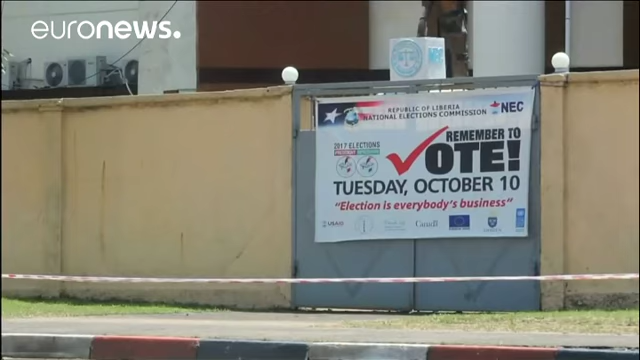 euronews.
REPUBLIC OF LIBERIA
NATIONAL ELECTIONS COMMISSION
NEC
2017 ELECTIONS
REMEMBER TO
VOTE!
TUESDAY, OCTOBER 10
"Election is everybody's business"
USAID
Canada